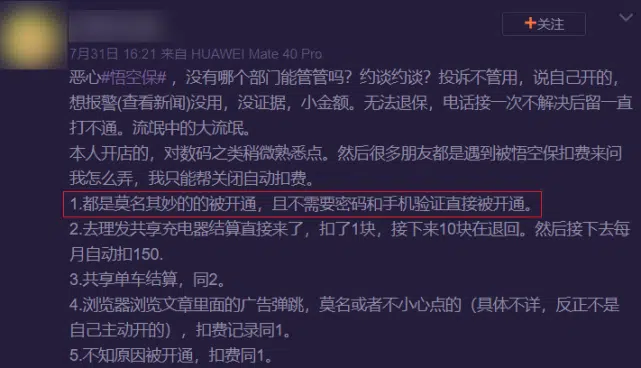 +关注
7月31日 16:21 来自 HUAWEI Mate 40 Pro
恶心#悟空保#，没有哪个部门能管管吗？约谈约谈？投诉不管用，说自己开的，
想报警(查看新闻)没用，没证据，小金额。无法退保，电话接一次不解决后留一直
打不通。流氓中的大流氓。
本人开店的，对数码之类稍微熟悉点。然后很多朋友都是遇到被悟空保扣费来问
我怎么弄，我只能帮关闭自动扣费。
1.都是莫名其妙的的被开通，且不需要密码和手机验证直接被开通。
2.去理发共享充电器结算直接来了，扣了1块，接下来10块在退回。然后接下去每
月自动扣150.
3.共享单车结算，同2。
4.浏览器浏览文章里面的广告弹跳，莫名或者不小心点的（具体不详，反正不是
自己主动开的），扣费记录同1。
5.不知原因被开通，扣费同1。